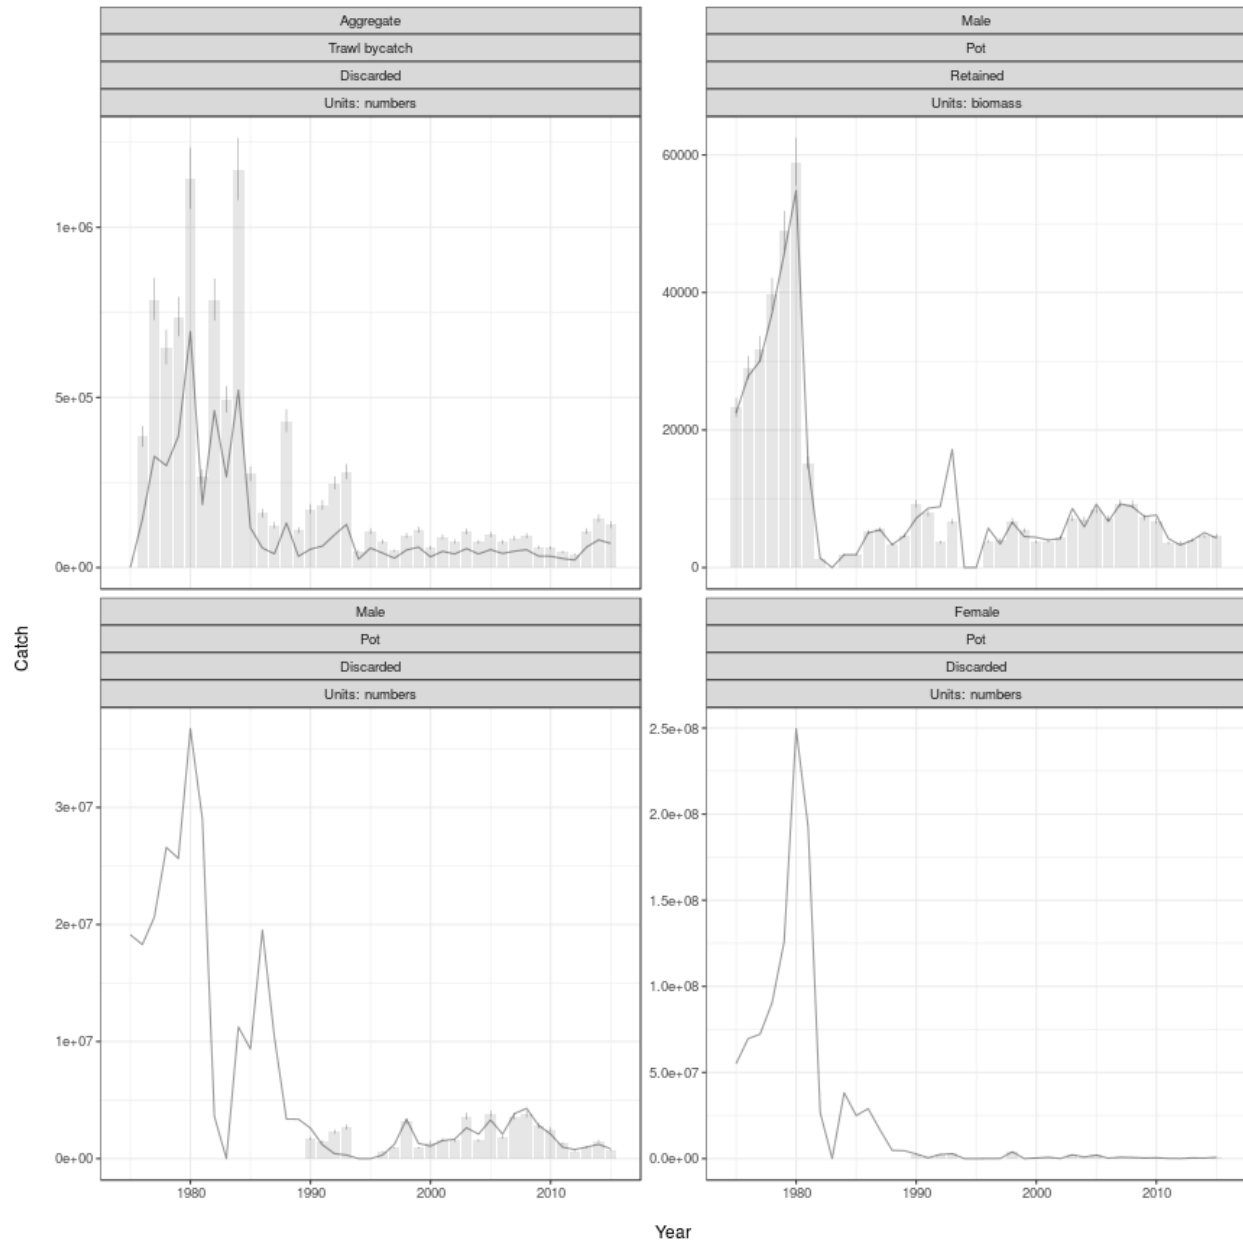 Aggregate
Trawl bycatch
Discarded
Units: numbers
1e+06
5e+05
0e+00
Male
Pot
Retained
Units: biomass
60000
40000
20000
0
Catch
Male
Pot
Discarded
Units: numbers
3e+07
2e+07
1e+07
0e+00
1980 1990 2000 2010
Female
Pot
Discarded
Units: numbers
2.5e+08
2.0e+08
1.5e+08
1.0e+08
5.0e+07
0.0e+00
1980 1990 2000 2010
Year